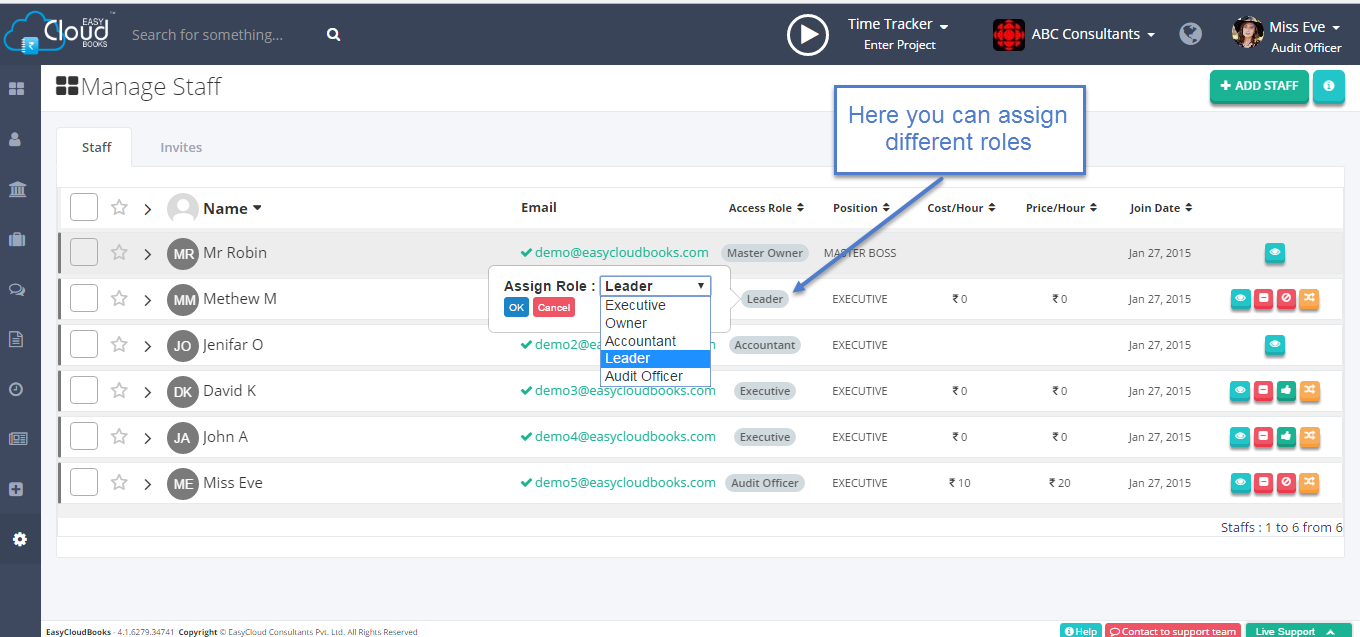 EASY
Cloud
BOOKS
Search for something...
Time Tracker
Enter Project
ABC Consultants
Miss Eve
Audit Officer
Manage Staff
+ ADD STAFF
Here you can assign
different roles
Staff Invites
Name Email Access Role Position Cost/Hour Price/Hour Join Date
MR Mr Robin demo@easycloudbooks.com Master Owner MASTER BOSS Jan 27, 2015
MM Methew M Leader EXECUTIVE ₹ 0 ₹ 0 Jan 27, 2015
Assign Role : Leader
OK Cancel
Executive
Owner
Accountant
Leader
Audit Officer
JO Jenifar O demo2@ea Accountant EXECUTIVE Jan 27, 2015
DK David K demo3@easycloudbooks.com Executive EXECUTIVE ₹ 0 ₹ 0 Jan 27, 2015
JA John A demo4@easycloudbooks.com Executive EXECUTIVE ₹ 0 ₹ 0 Jan 27, 2015
ME Miss Eve demo5@easycloudbooks.com Audit Officer EXECUTIVE ₹ 10 ₹ 20 Jan 27, 2015
Staffs : 1 to 6 from 6
EasyCloudBooks - 4.1.6279.34741 Copyright © EasyCloud Consultants Pvt. Ltd. All Rights Reserved
Help Contact to support team Live Support